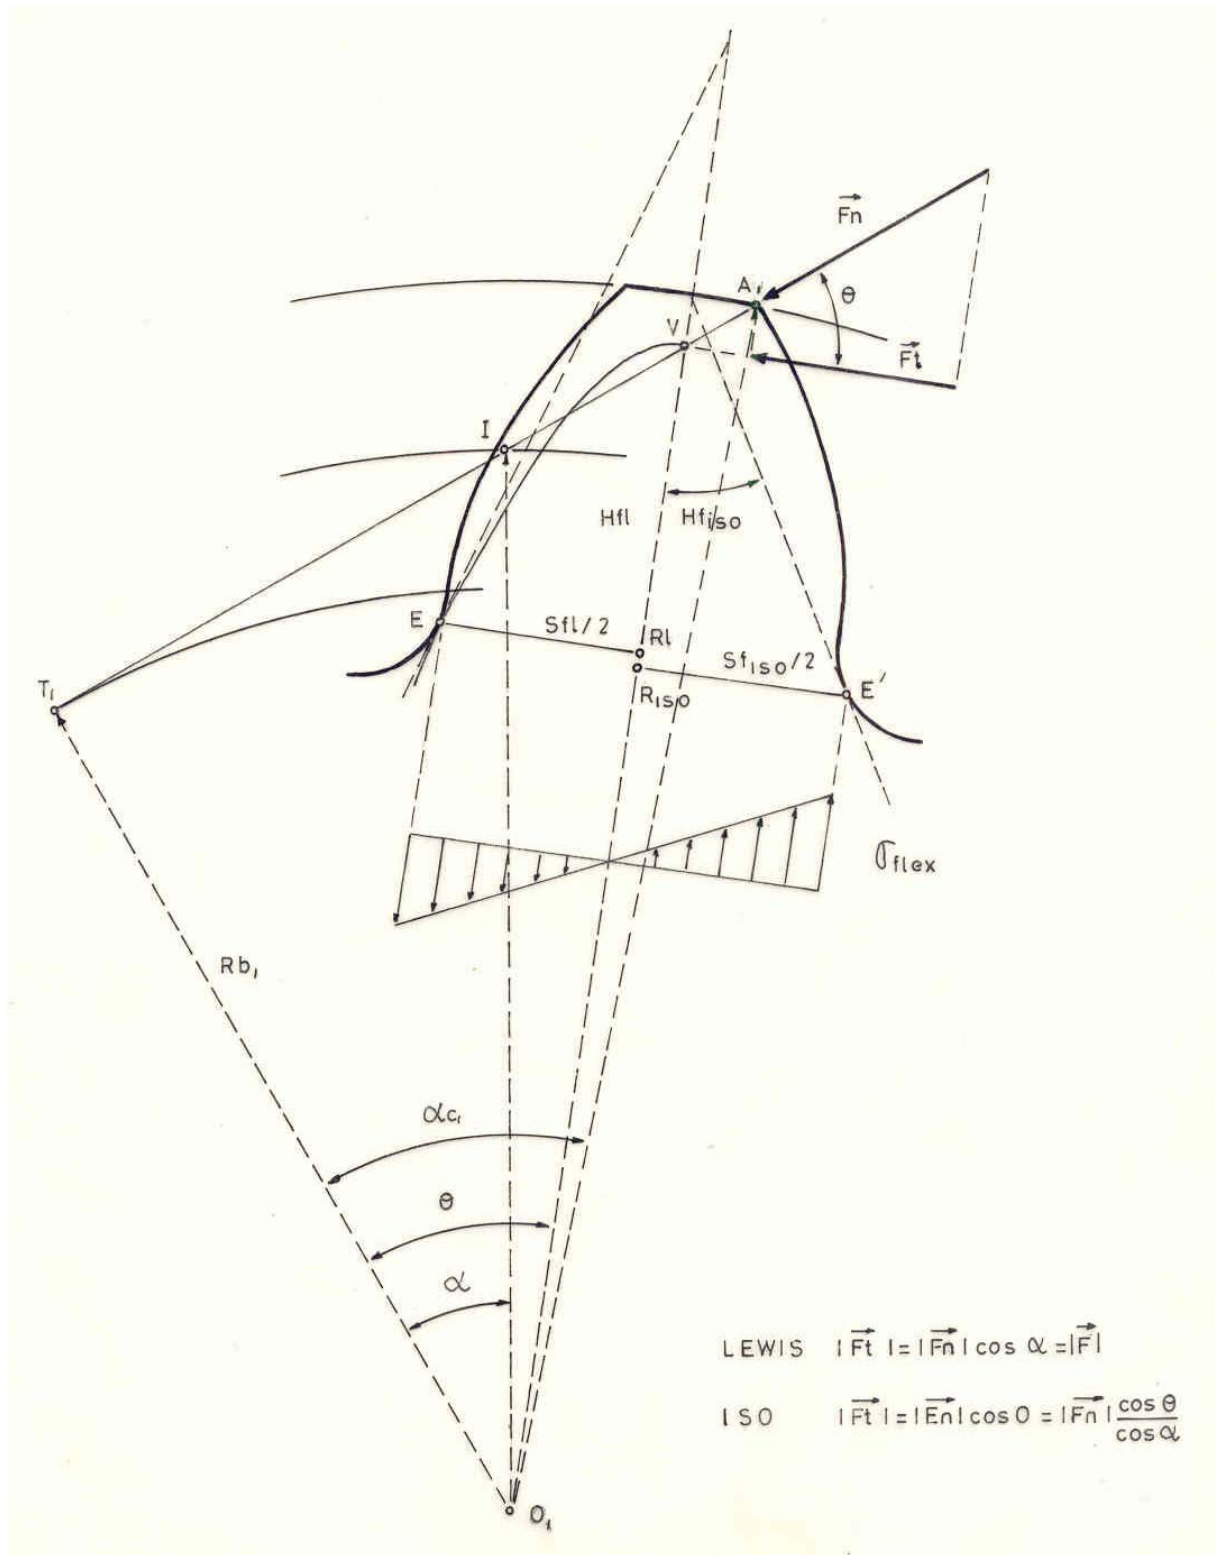 Fn
A₁
θ
V
Ft
I
Hfl
Hfiso
E
Sfl/2
Rl
Sfiso/2
Riso
E′
T₁
σflex
Rb₁
αc₁
θ
α
LEWIS |Ft| = |Fn| cos α = |F|
ISO |Ft| = |En| cos O = |Fn| cos θ / cos α
O₁